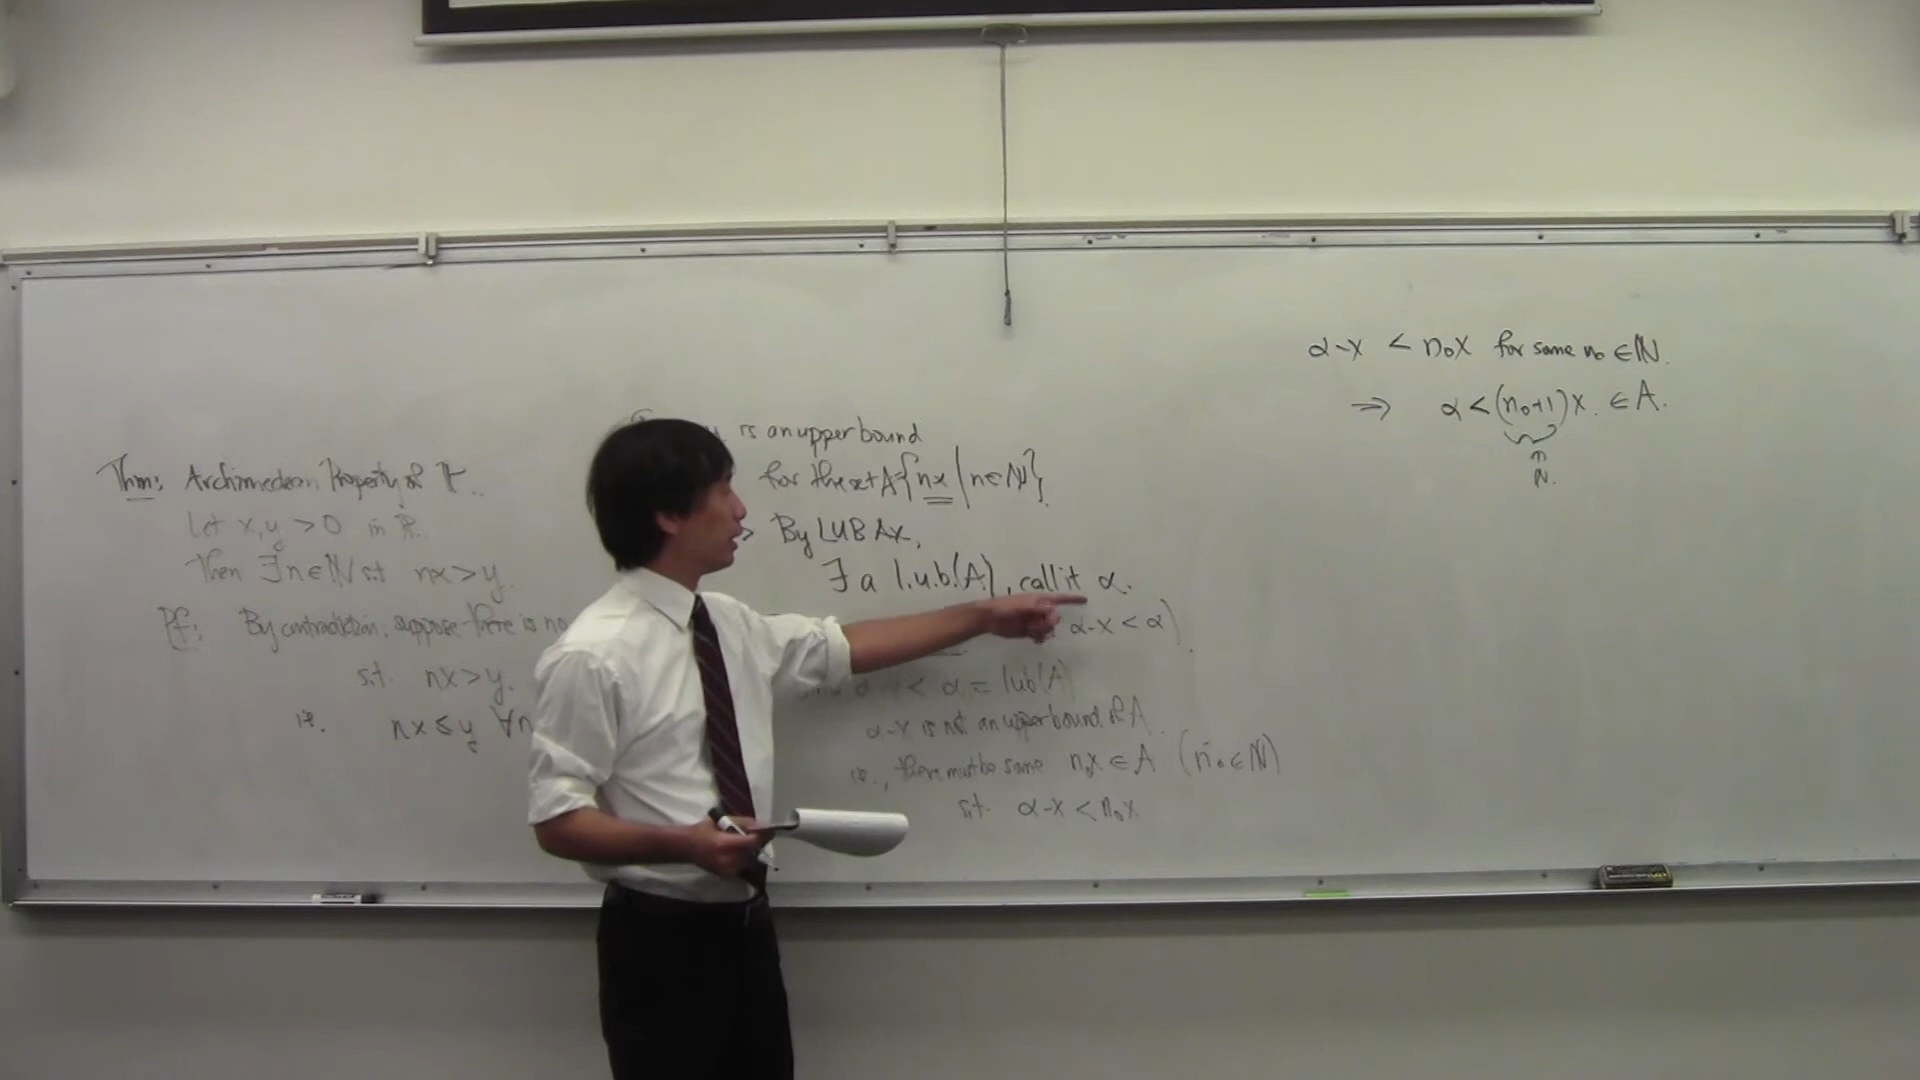 Thm: Archimedean Property of ℝ.
Let x, y > 0 in ℝ.
Then ∃ n ∈ ℕ s.t. nx > y.
Pf: By contradiction, suppose there is no
s.t. nx > y.
i.e. nx ≤ y ∀n
is an upper bound
for the set A {nx | n ∈ ℕ}.
By LUB Ax,
∃ a l.u.b.(A), call it α.
α-x < α)
< α = lub(A)
α-x is not an upper bound of A.
i.e., there must be some n₀x ∈ A (n₀ ∈ ℕ)
s.t. α-x < n₀x
α-x < n₀x for some n₀ ∈ ℕ.
⇒ α < (n₀+1)x. ∈ A.
ℕ.